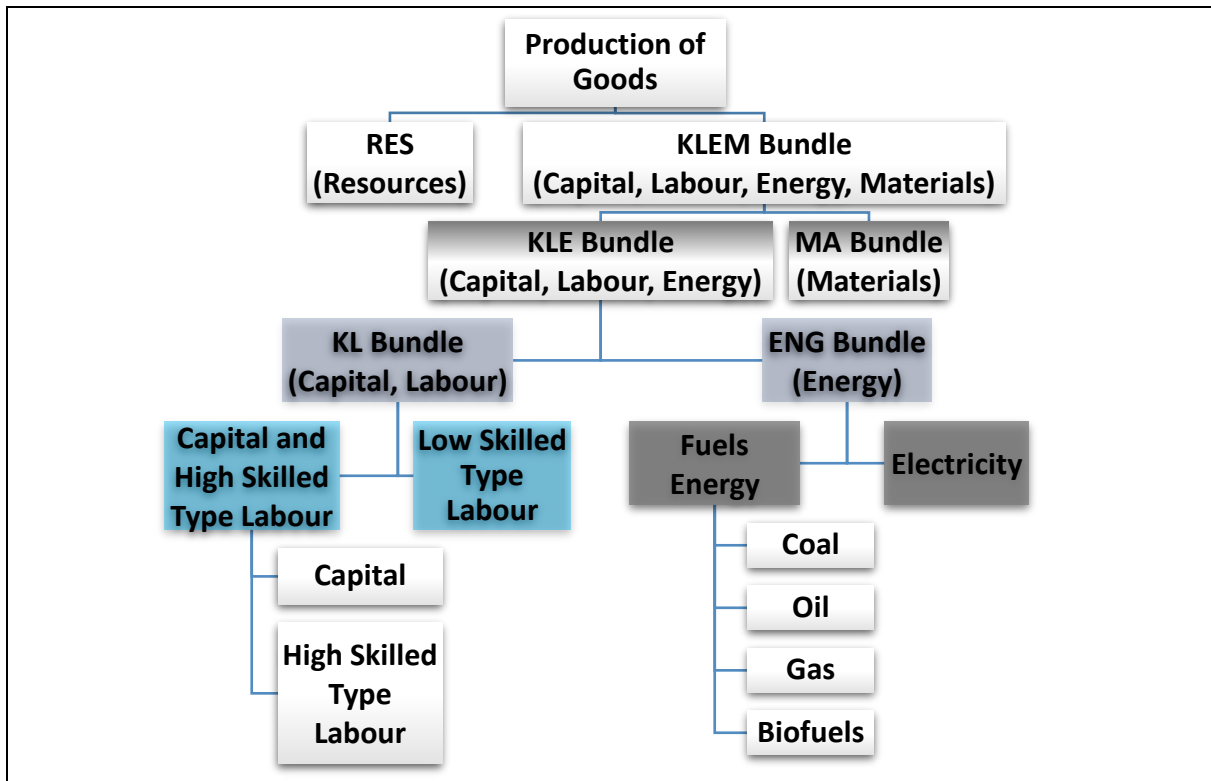 Production of
Goods
RES
(Resources)
KLEM Bundle
(Capital, Labour, Energy, Materials)
KLE Bundle
(Capital, Labour, Energy)
MA Bundle
(Materials)
KL Bundle
(Capital, Labour)
ENG Bundle
(Energy)
Capital and
High Skilled
Type Labour
Low Skilled
Type
Labour
Fuels
Energy
Electricity
Capital
High Skilled
Type
Labour
Coal
Oil
Gas
Biofuels